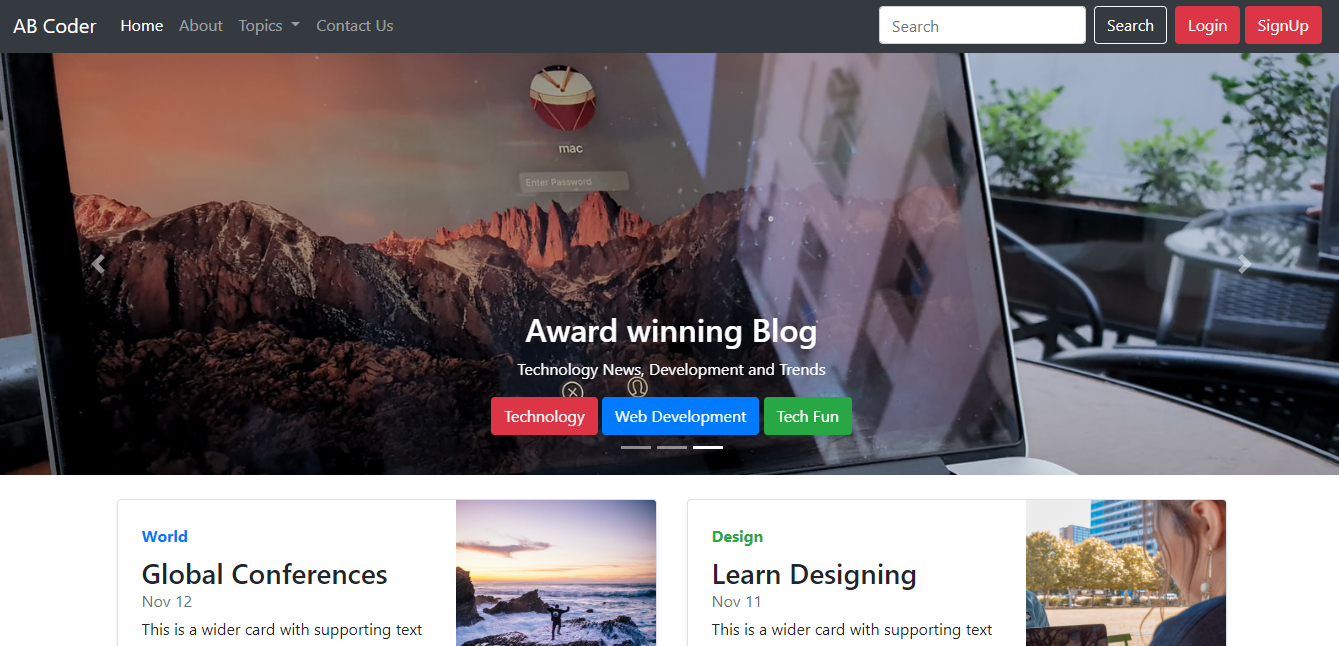 AB Coder Home About Topics Contact Us Search Search Login SignUp
mac
Enter Password
Award winning Blog
Technology News, Development and Trends
Technology Web Development Tech Fun
World
Global Conferences
Nov 12
This is a wider card with supporting text
Design
Learn Designing
Nov 11
This is a wider card with supporting text